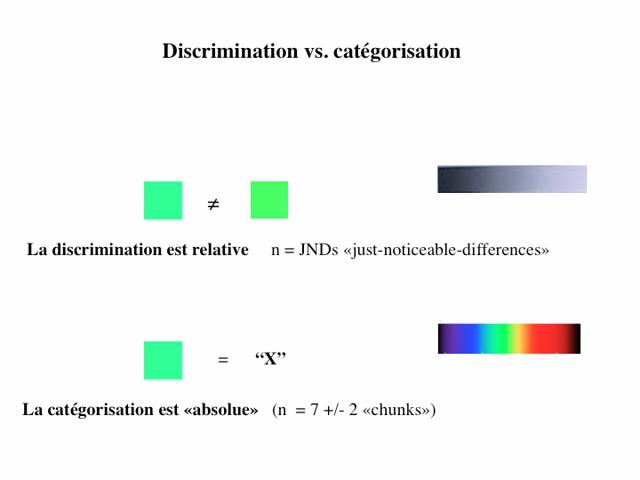 Discrimination vs. catégorisation
≠
La discrimination est relative n = JNDs «just-noticeable-differences»
= “X”
La catégorisation est «absolue» (n = 7 +/- 2 «chunks»)